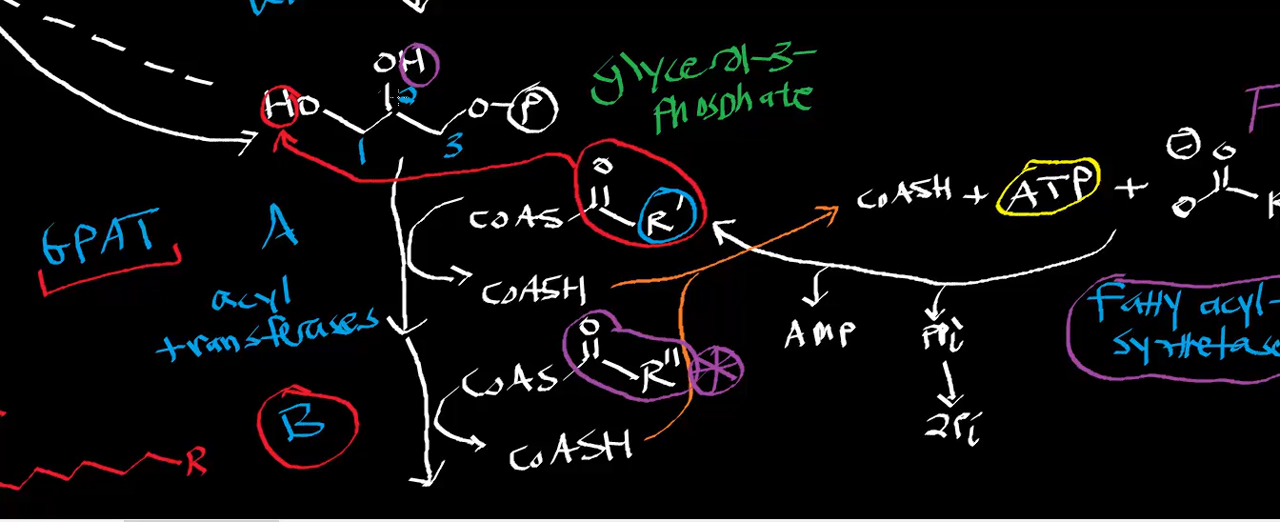 OH
HO
2
O-P
1
3
glycerol-3-
phosphate
O
CoAS
R'
CoASH + ATP +
⊖
O
O
GPAT
A
acyl
transferases
CoASH
O
CoAS
R"
AMP
PPi
2Pi
Fatty acyl-
synthetase
B
CoASH
R